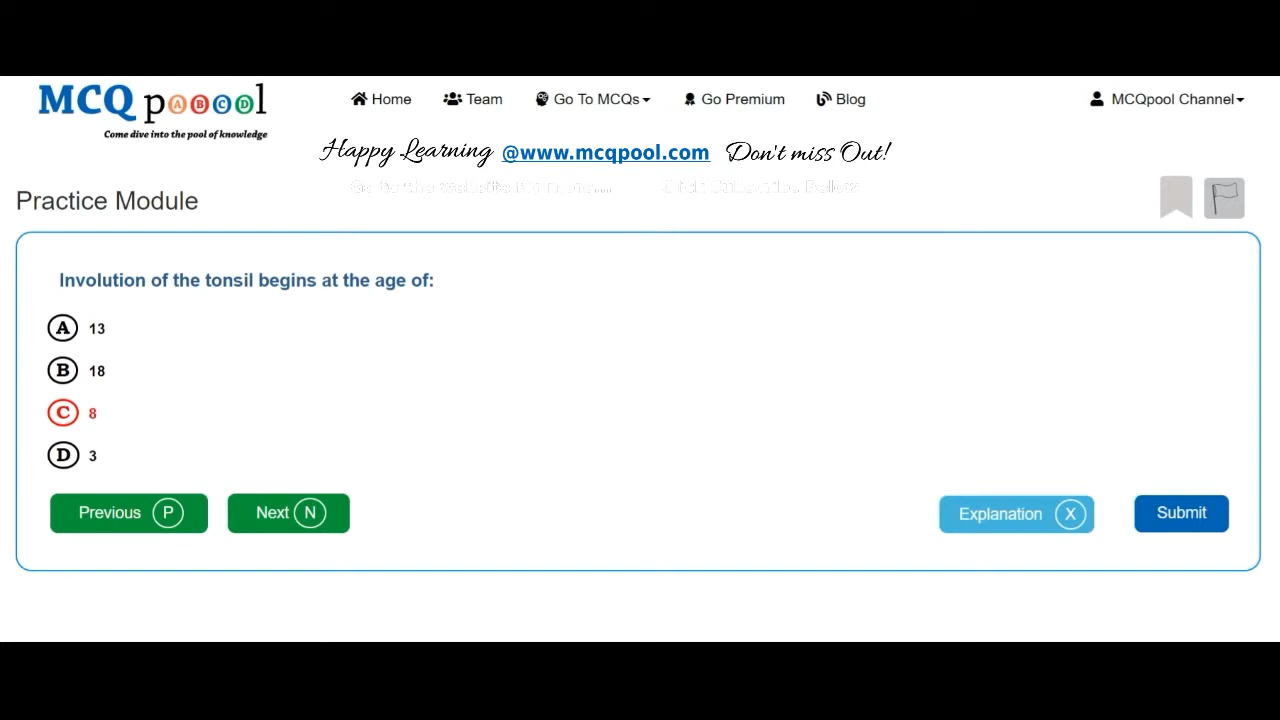 MCQ pABCDl
Come dive into the pool of knowledge
Home Team Go To MCQs Go Premium Blog MCQpool Channel
Happy Learning @www.mcqpool.com Don't miss Out!
Practice Module
Involution of the tonsil begins at the age of:
A 13
B 18
C 8
D 3
Previous P Next N Explanation X Submit